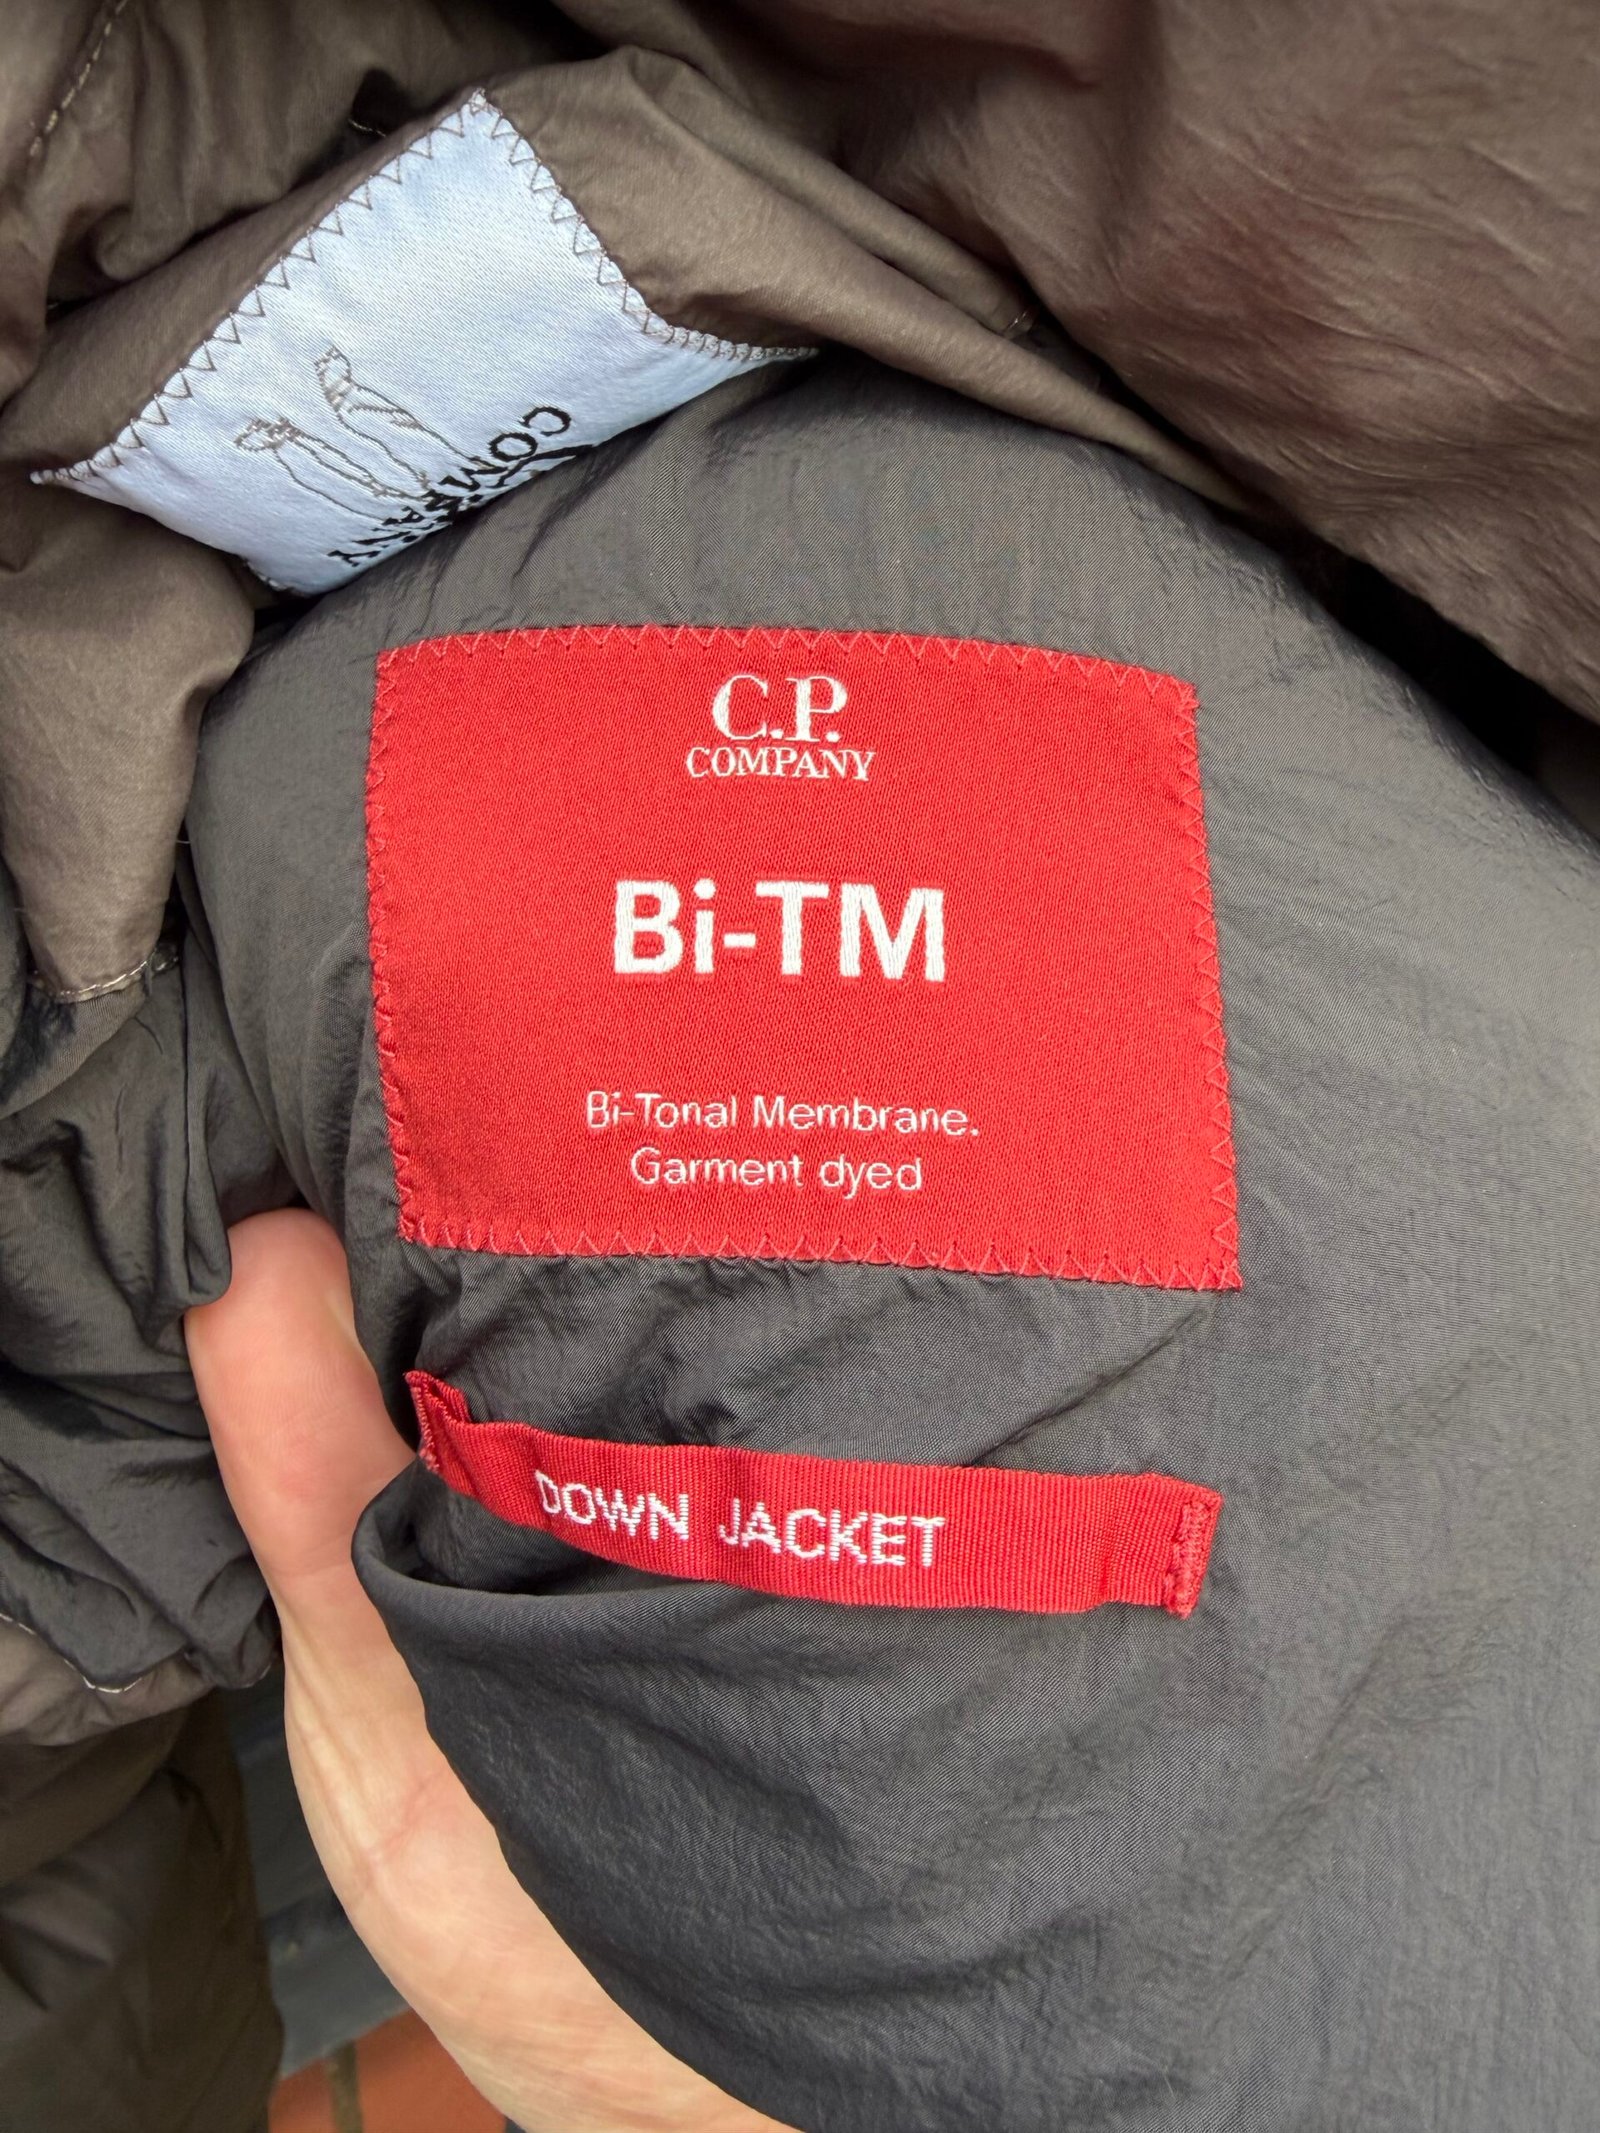 COMPANY
C.P.
COMPANY
Bi-TM
Bi-Tonal Membrane.
Garment dyed
DOWN JACKET